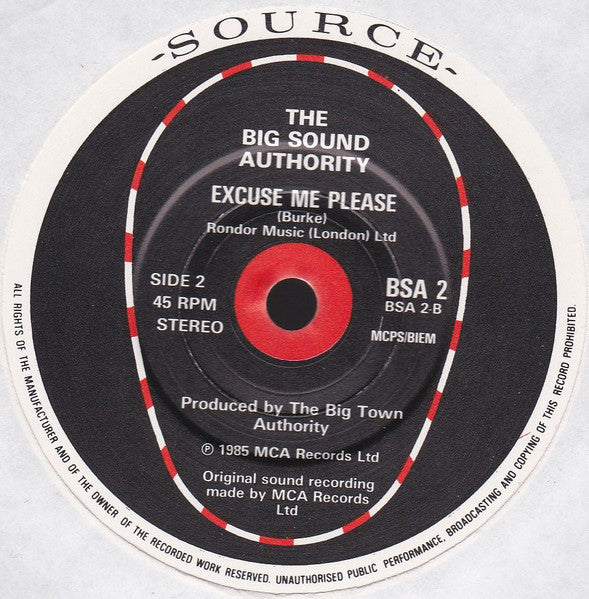 -SOURCE-
THE
BIG SOUND
AUTHORITY
EXCUSE ME PLEASE
(Burke)
Rondor Music (London) Ltd
SIDE 2
45 RPM
STEREO
BSA 2
BSA 2-B
MCPS/BIEM
Produced by The Big Town
Authority
℗ 1985 MCA Records Ltd
Original sound recording
made by MCA Records
Ltd
ALL RIGHTS OF THE MANUFACTURER AND OF THE OWNER OF THE RECORDED WORK RESERVED. UNAUTHORISED PUBLIC PERFORMANCE, BROADCASTING AND COPYING OF THIS RECORD PROHIBITED.